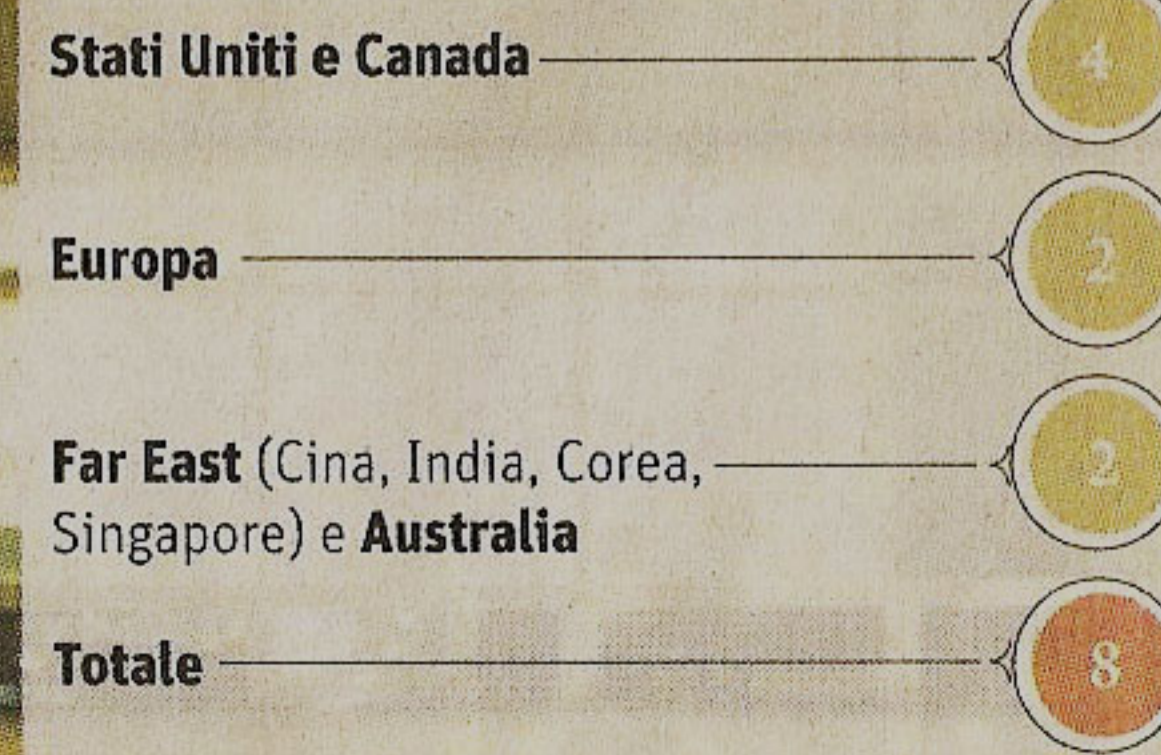 Stati Uniti e Canada 4
Europa 2
Far East (Cina, India, Corea, 2
Singapore) e Australia
Totale 8